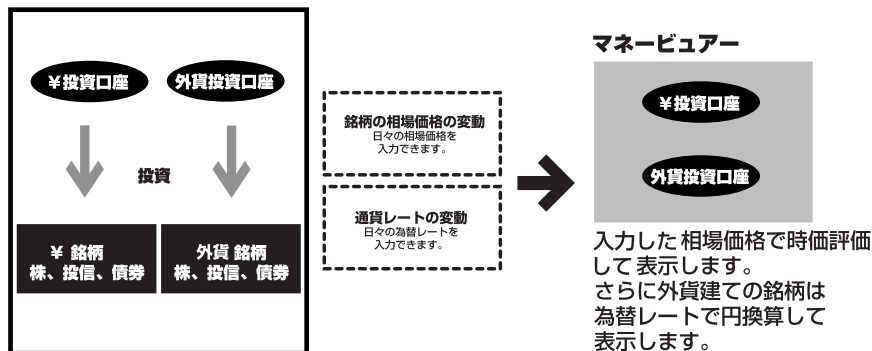 ¥投資口座
外貨投資口座
投資
¥ 銘柄
株、投信、債券
外貨 銘柄
株、投信、債券
銘柄の相場価格の変動
日々の相場価格を
入力できます。
通貨レートの変動
日々の為替レートを
入力できます。
マネービュアー
¥投資口座
外貨投資口座
入力した 相場価格で時価評価
して 表示します。
さらに外貨建ての銘柄は
為替レートで円換算して
表示します。